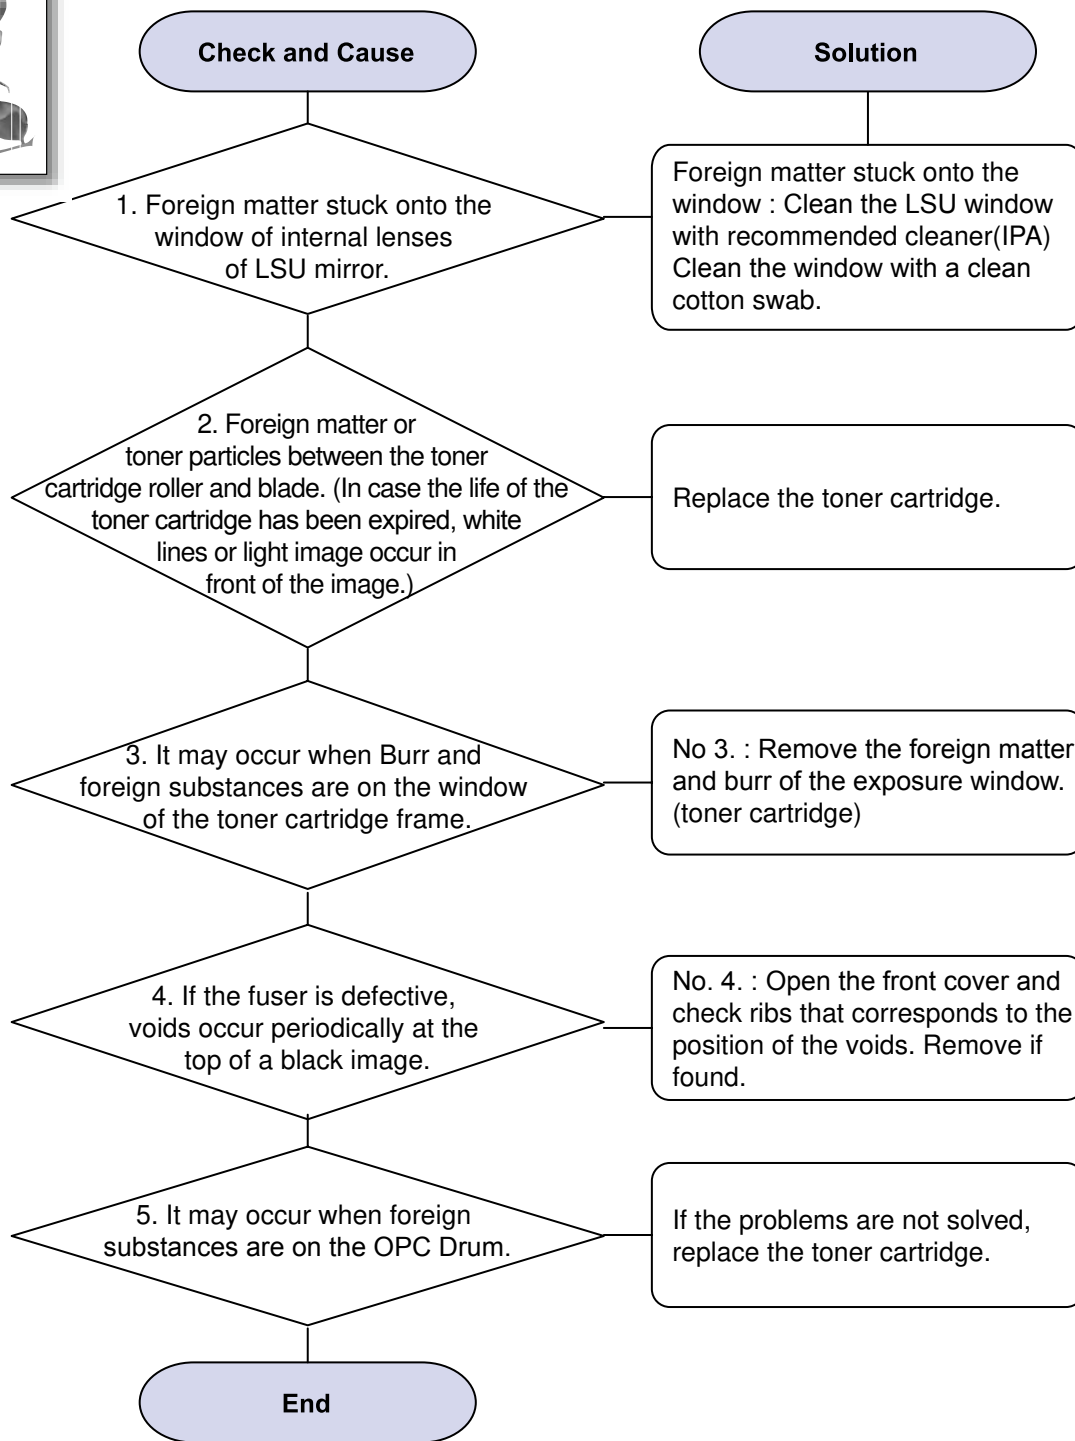 Check and Cause
Solution
1. Foreign matter stuck onto the
window of internal lenses
of LSU mirror.
Foreign matter stuck onto the
window : Clean the LSU window
with recommended cleaner(IPA)
Clean the window with a clean
cotton swab.
2. Foreign matter or
toner particles between the toner
cartridge roller and blade. (In case the life of the
toner cartridge has been expired, white
lines or light image occur in
front of the image.)
Replace the toner cartridge.
3. It may occur when Burr and
foreign substances are on the window
of the toner cartridge frame.
No 3. : Remove the foreign matter
and burr of the exposure window.
(toner cartridge)
4. If the fuser is defective,
voids occur periodically at the
top of a black image.
No. 4. : Open the front cover and
check ribs that corresponds to the
position of the voids. Remove if
found.
5. It may occur when foreign
substances are on the OPC Drum.
If the problems are not solved,
replace the toner cartridge.
End